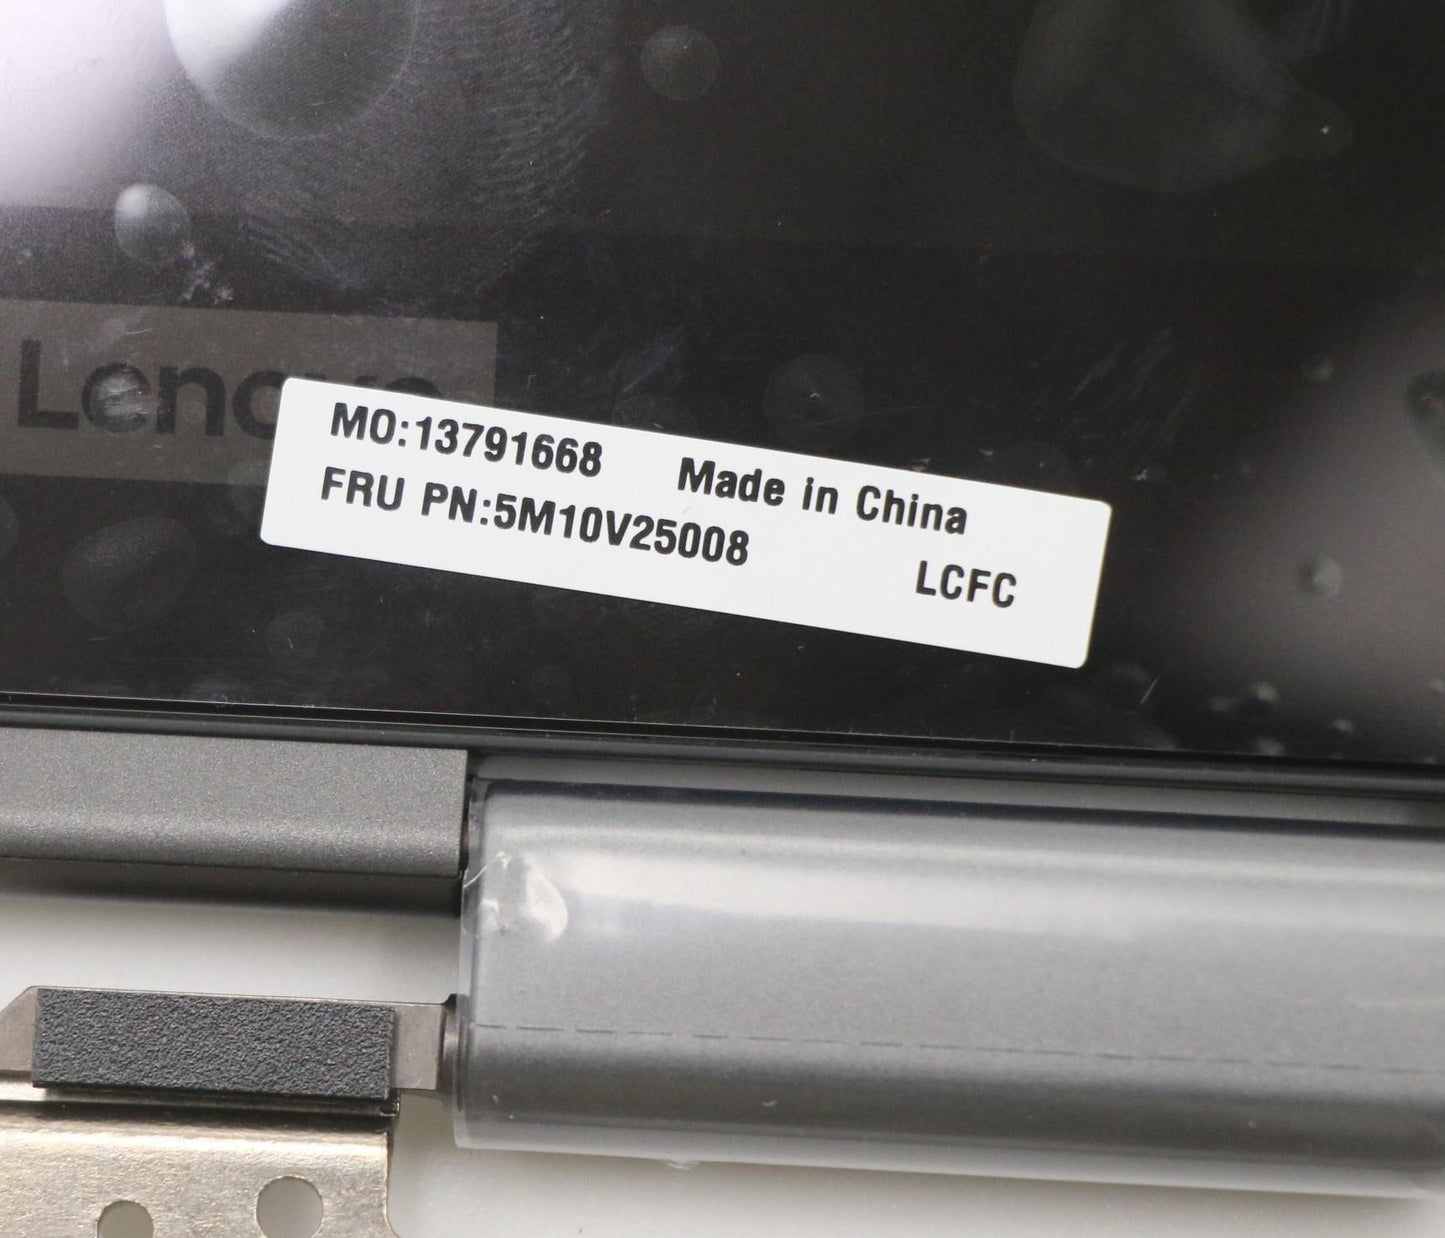 Lenovo
MO:13791668 Made in China
FRU PN:5M10V25008
LCFC